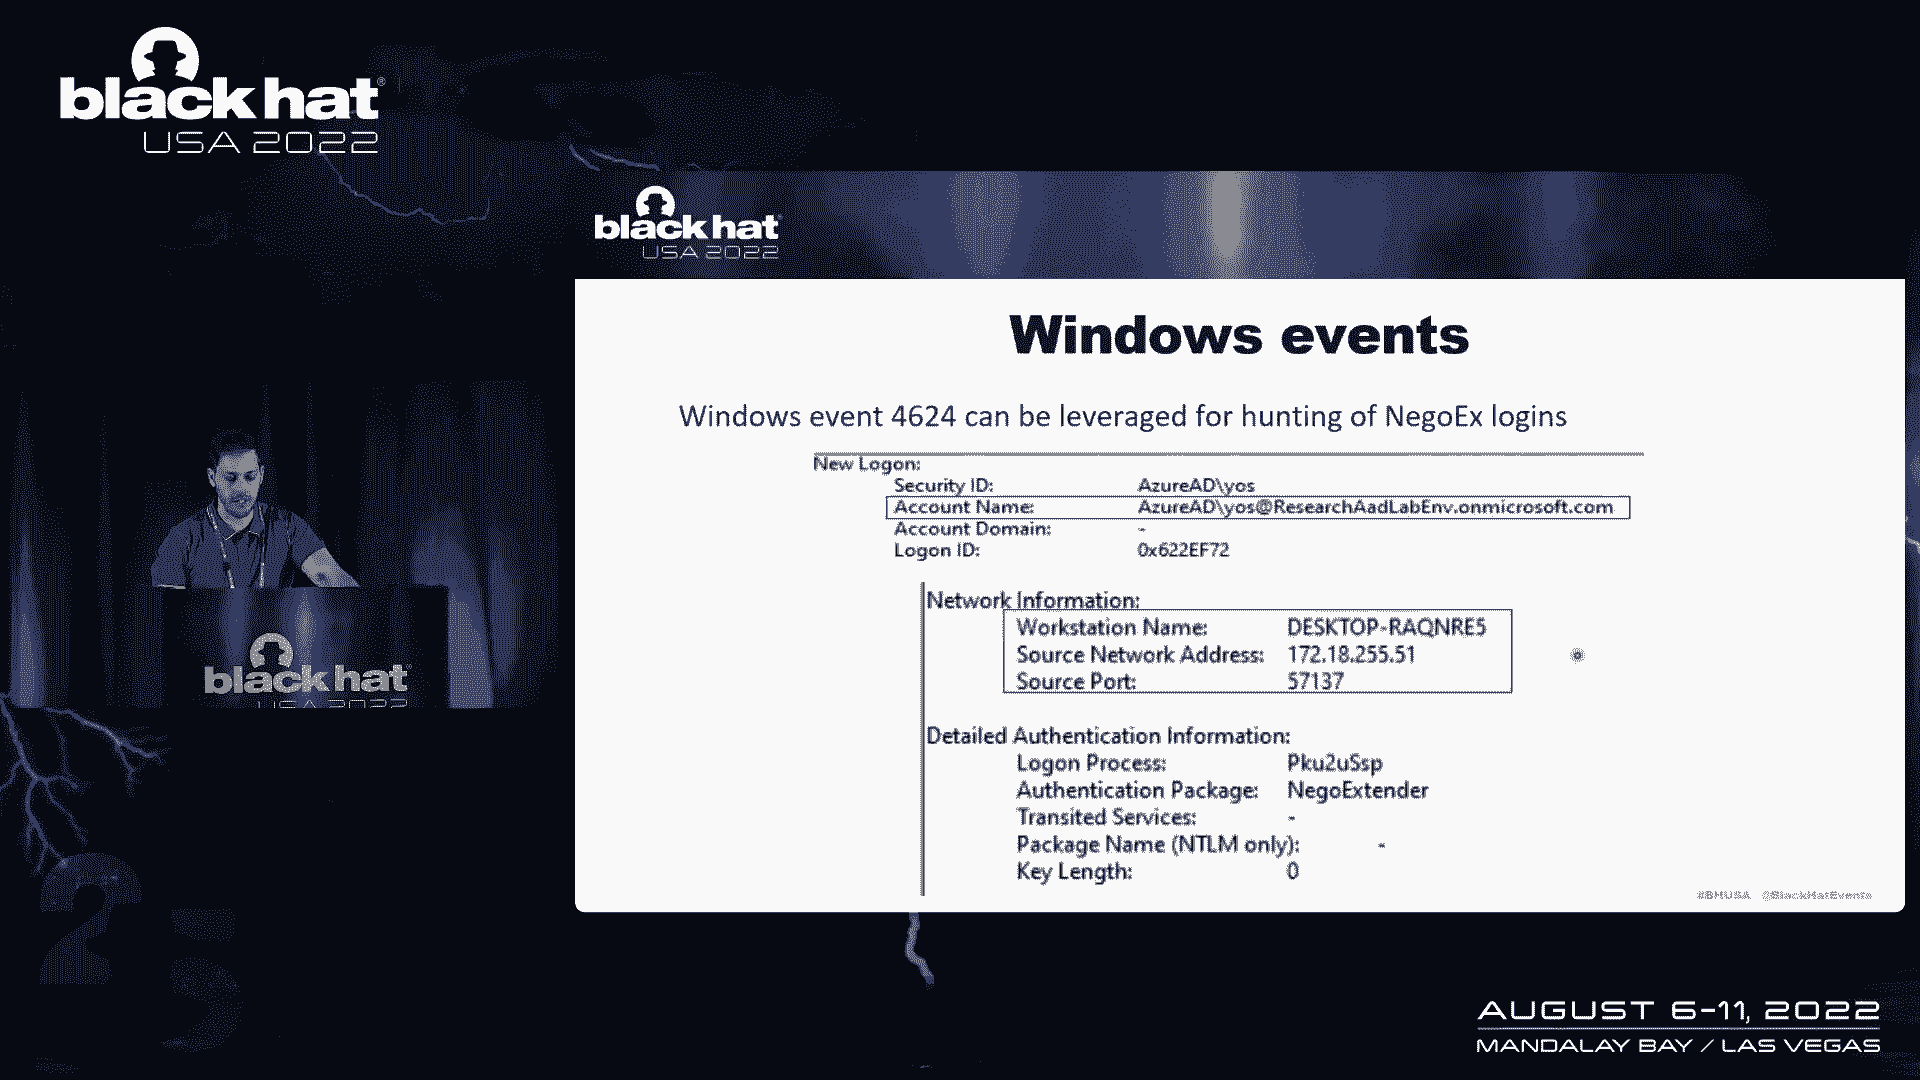 black hat®
USA 2022
black hat
USA 2022
Windows events
Windows event 4624 can be leveraged for hunting of NegoEx logins
New Logon:
Security ID: AzureAD\yos
Account Name: AzureAD\yos@ResearchAadLabEnv.onmicrosoft.com
Account Domain: -
Logon ID: 0x622EF72
Network Information:
Workstation Name: DESKTOP-RAQNRE5
Source Network Address: 172.18.255.51
Source Port: 57137
Detailed Authentication Information:
Logon Process: Pku2uSsp
Authentication Package: NegoExtender
Transited Services: -
Package Name (NTLM only): -
Key Length: 0
#BHUSA @BlackHatEvents
black hat
USA 2022
25
AUGUST 6-11, 2022
MANDALAY BAY / LAS VEGAS